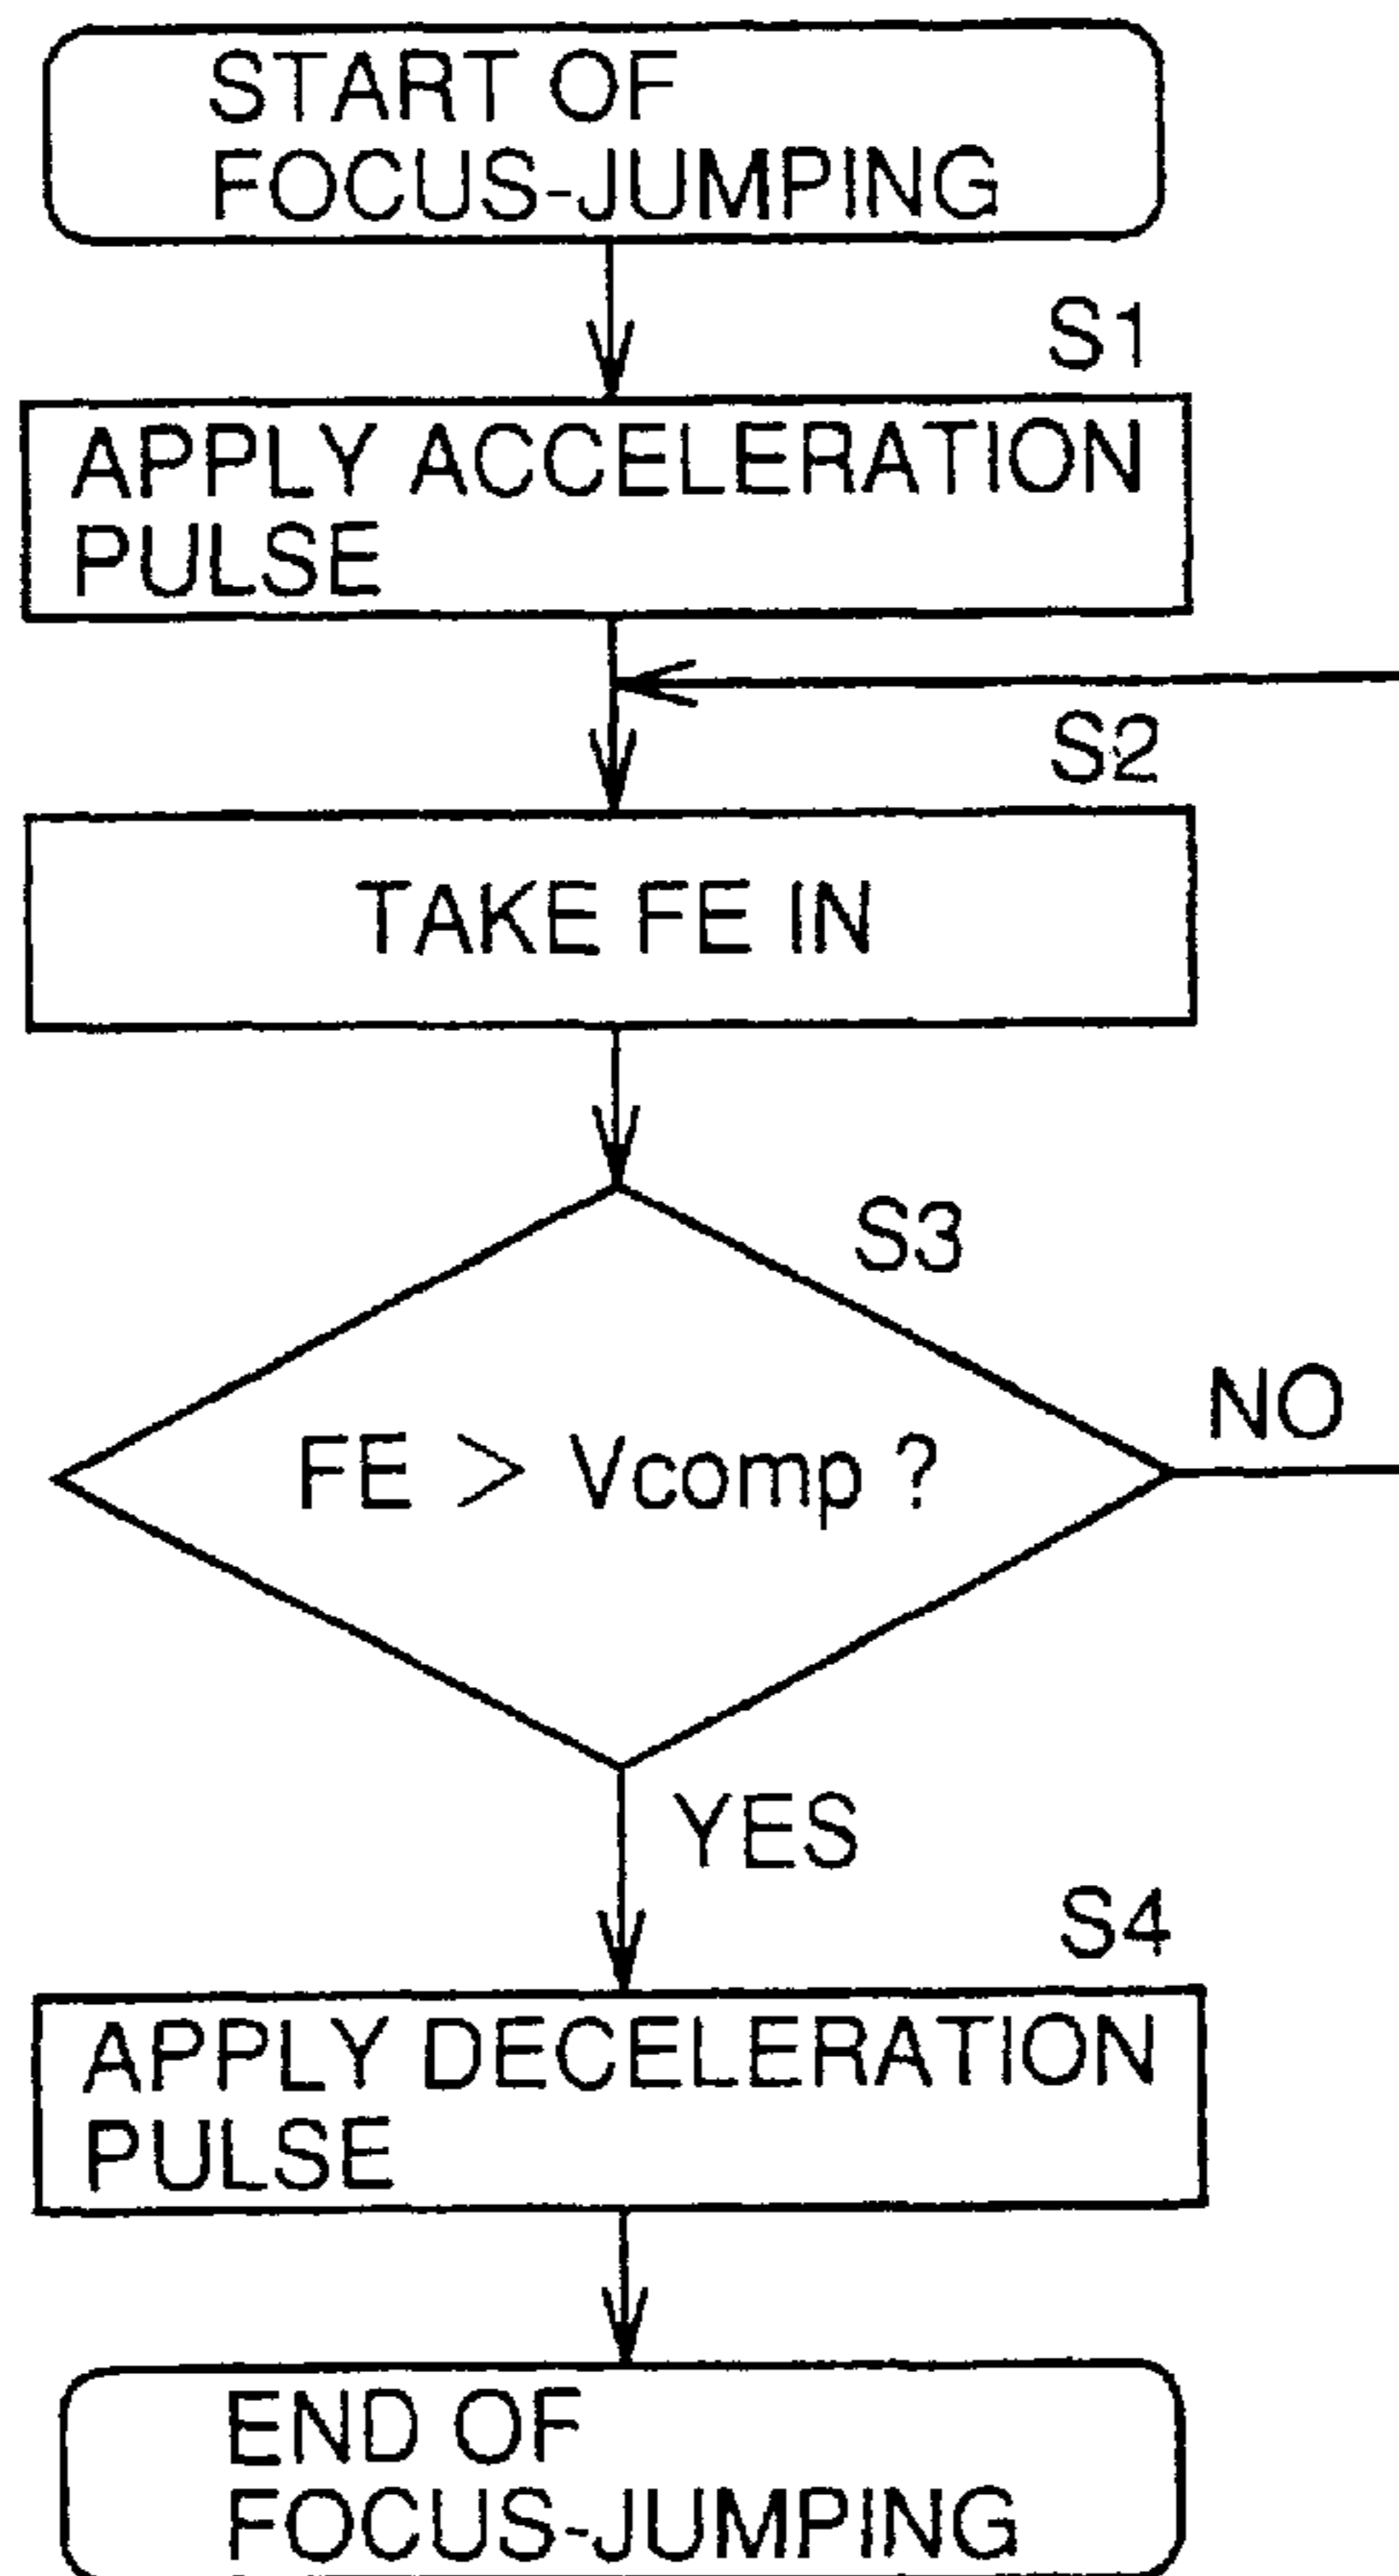 START OF
FOCUS-JUMPING
S1
APPLY ACCELERATION
PULSE
S2
TAKE FE IN
S3
FE > Vcomp ?
NO
YES
S4
APPLY DECELERATION
PULSE
END OF
FOCUS-JUMPING